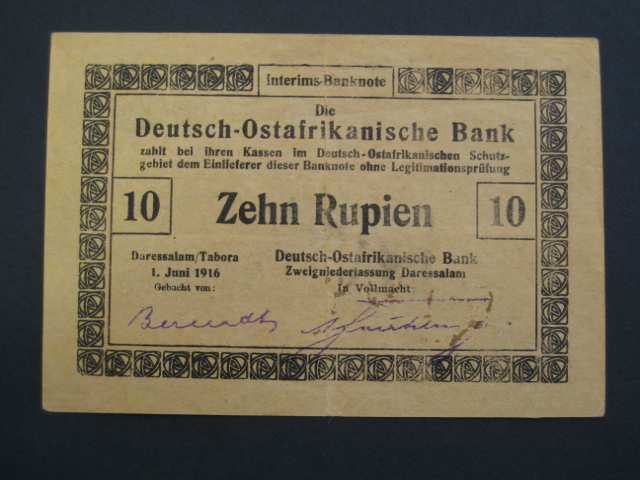 Interims-Banknote
Die
Deutsch-Ostafrikanische Bank
zahlt bei ihren Kassen im Deutsch-Ostafrikanischen Schutz-
gebiet dem Einlieferer dieser Banknote ohne Legitimationsprüfung
10 Zehn Rupien 10
Daressalam/Tabora
1. Juni 1916
Gebucht von:
Deutsch-Ostafrikanische Bank
Zweigniederlassung Daressalam
In Vollmacht: